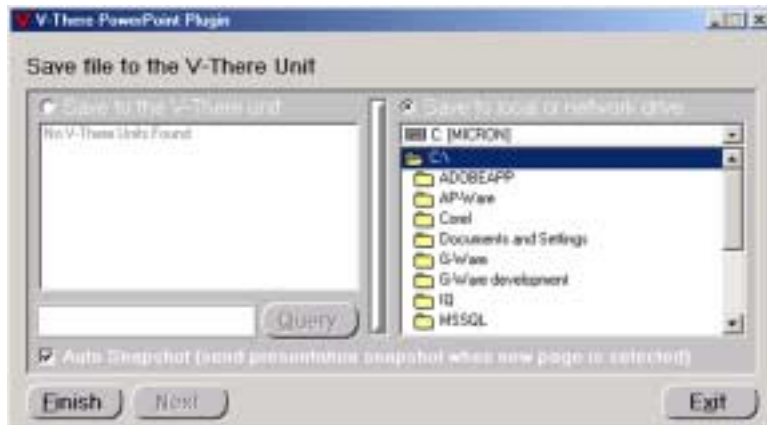 V-There PowerPoint Plugin
Save file to the V-There Unit
Save to the V-There unit
Save to local or network drive
No V-There Units Found
C: [MICRON]
C:\
ADOBEAPP
AP-Ware
Corel
Documents and Settings
G-Ware
G-Ware development
IQ
MSSQL
Query
Auto Snapshot (send presentation snapshot when new page is selected)
Finish
Next
Exit